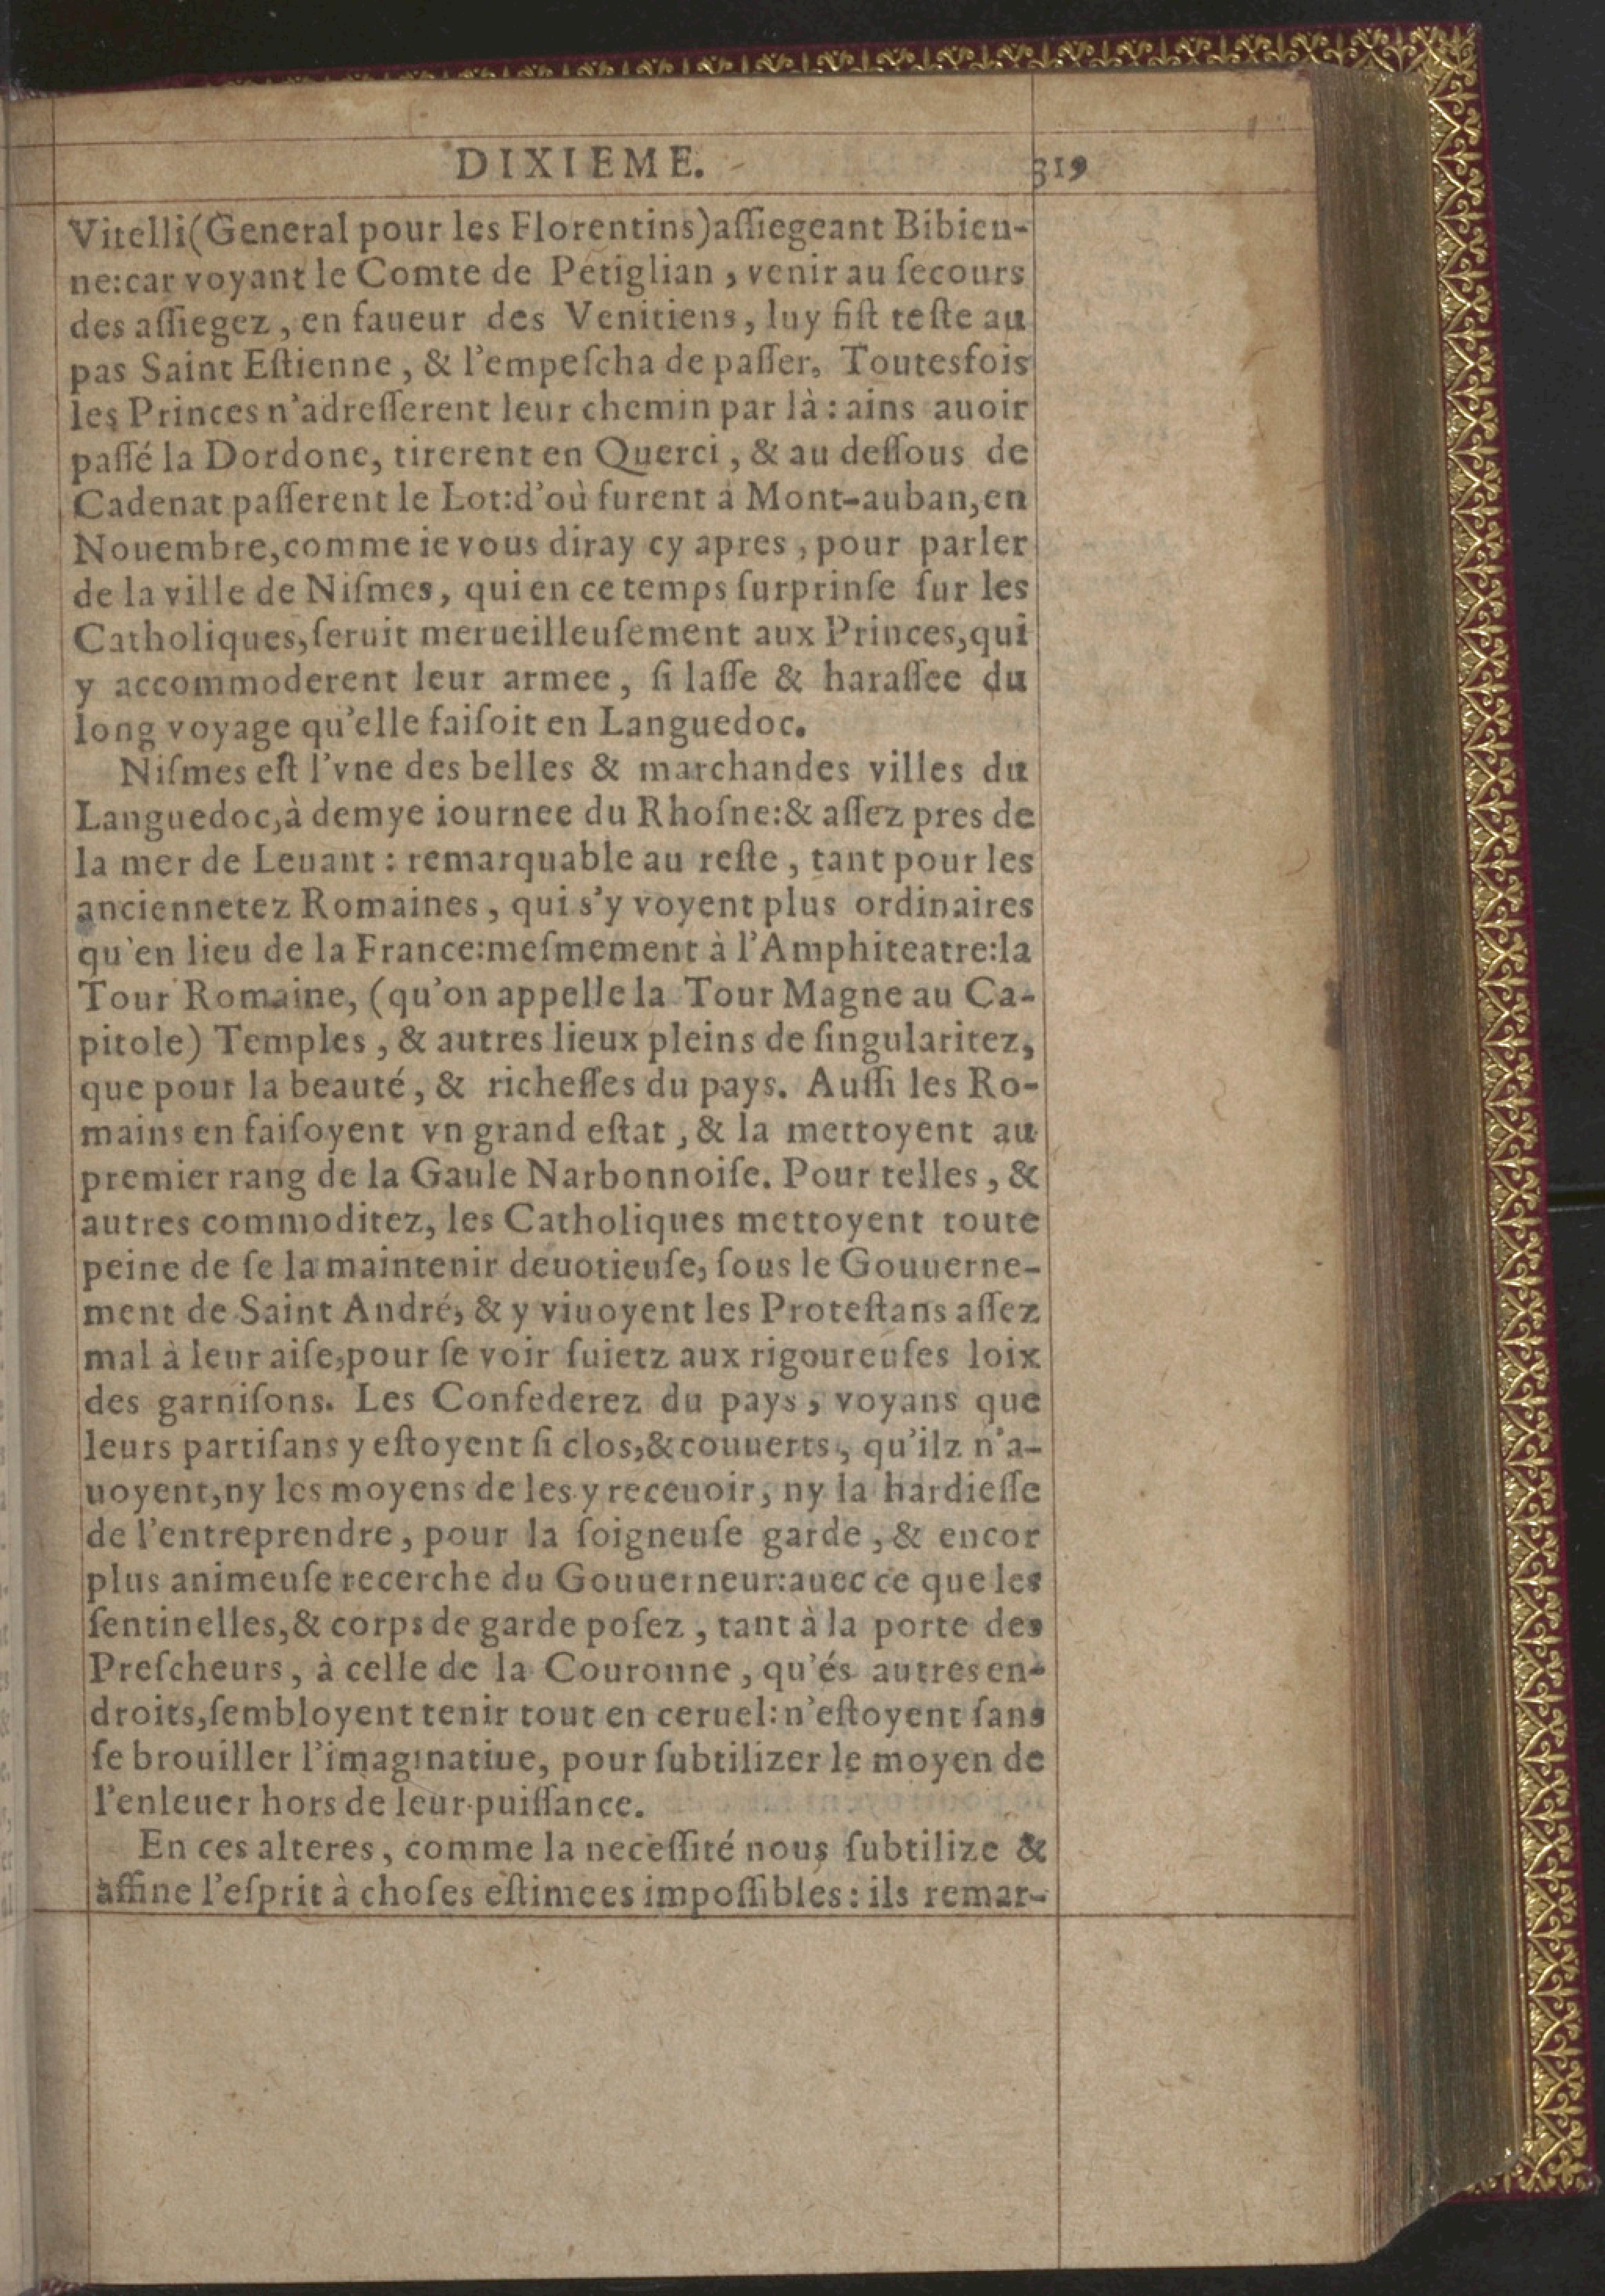 DIXIEME. 319
Vitelli(General pour les Florentins)aſſiegeant Bibieu-
ne:car voyant le Comte de Petiglian , venir au ſecours
des aſſiegez , en faueur des Venitiens, luy fiſt teſte au
pas Saint Eſtienne , & l'empeſcha de paſſer, Toutesfois
les Princes n'adreſſerent leur chemin par là : ains auoir
paſſé la Dordone, tirerent en Querci , & au deſſous de
Cadenat paſſerent le Lot:d'où furent à Mont-auban,en
Nouembre,comme ie vous diray cy apres , pour parler
de la ville de Niſmes, qui en ce temps ſurprinſe ſur les
Catholiques,ſeruit merueilleuſement aux Princes,qui
y accommoderent leur armee , ſi laſſe & haraſſee du
long voyage qu'elle faiſoit en Languedoc.
Niſmes eſt l'vne des belles & marchandes villes du
Languedoc,à demye iournee du Rhoſne:& aſſez pres de
la mer de Leuant : remarquable au reſte , tant pour les
anciennetez Romaines , qui s'y voyent plus ordinaires
qu'en lieu de la France:meſmement à l'Amphiteatre:la
Tour Romaine, (qu'on appelle la Tour Magne au Ca-
pitole) Temples , & autres lieux pleins de ſingularitez,
que pour la beauté , & richeſſes du pays. Auſſi les Ro-
mains en faiſoyent vn grand eſtat , & la mettoyent au
premier rang de la Gaule Narbonnoiſe. Pour telles , &
autres commoditez, les Catholiques mettoyent toute
peine de ſe la maintenir deuotieuſe, ſous le Gouuerne-
ment de Saint André, & y viuoyent les Proteſtans aſſez
mal à leur aiſe,pour ſe voir ſuietz aux rigoureuſes loix
des garniſons. Les Confederez du pays , voyans que
leurs partiſans y eſtoyent ſi clos,& couuerts , qu'ilz n'a-
uoyent,ny les moyens de les y receuoir, ny la hardieſſe
de l'entreprendre , pour la ſoigneuſe garde , & encor
plus animeuſe recerche du Gouuerneur:auec ce que les
ſentinelles,& corps de garde poſez , tant à la porte des
Preſcheurs , à celle de la Couronne , qu'és autres en-
droits,ſembloyent tenir tout en ceruel: n'eſtoyent ſans
ſe brouiller l'imaginatiue, pour ſubtilizer le moyen de
l'enleuer hors de leur puiſſance.
En ces alteres , comme la neceſſité nous ſubtilize &
affine l'eſprit à choſes eſtimees impoſſibles : ils remar-